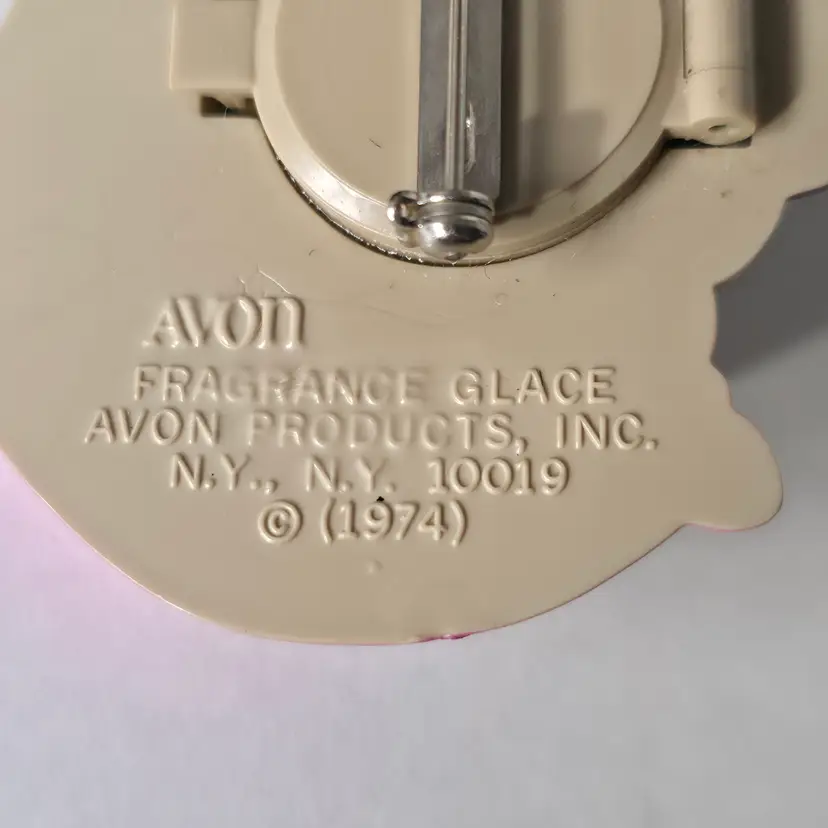 AVON
FRAGRANCE GLACE
AVON PRODUCTS, INC.
N.Y., N.Y. 10019
© (1974)